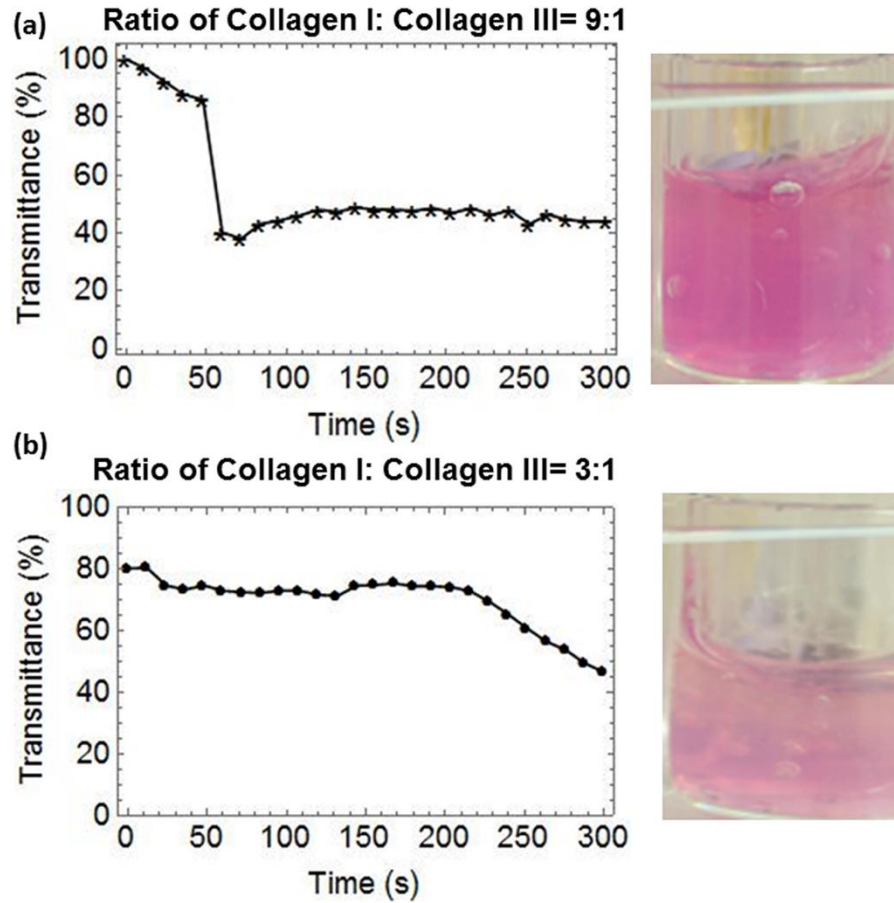 (a)
Ratio of Collagen I: Collagen III= 9:1
Transmittance (%)
100
80
60
40
20
0
0 50 100 150 200 250 300
Time (s)
(b)
Ratio of Collagen I: Collagen III= 3:1
Transmittance (%)
100
80
60
40
20
0
0 50 100 150 200 250 300
Time (s)